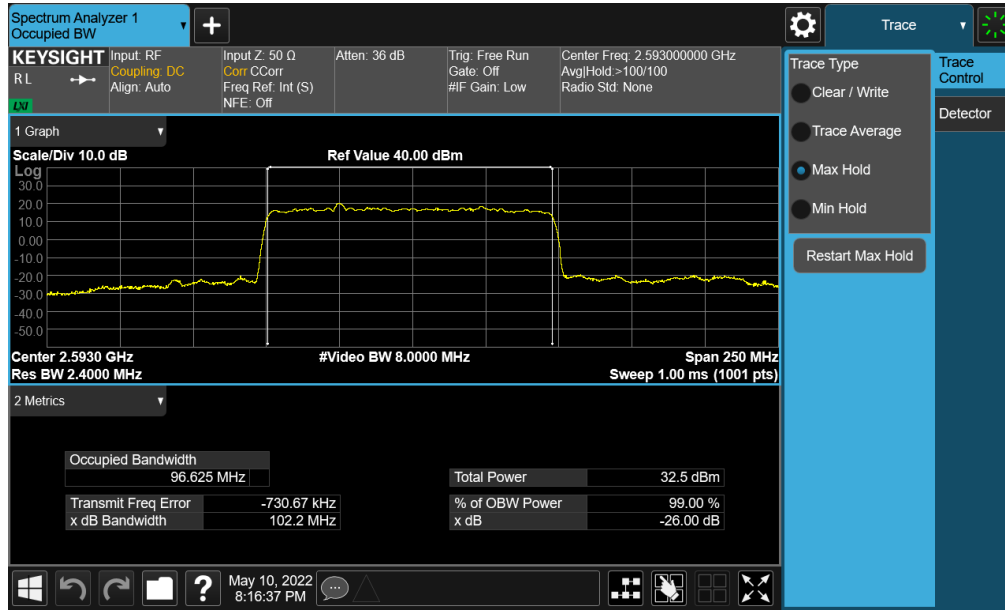 Spectrum Analyzer 1
Occupied BW
Trace
KEYSIGHT
R L
LXI
Input: RF
Coupling: DC
Align: Auto
Input Z: 50 Ω
Corr CCorr
Freq Ref: Int (S)
NFE: Off
Atten: 36 dB
Trig: Free Run
Gate: Off
#IF Gain: Low
Center Freq: 2.593000000 GHz
Avg|Hold:>100/100
Radio Std: None
1 Graph
Scale/Div 10.0 dB
Ref Value 40.00 dBm
Log
30.0
20.0
10.0
0.00
-10.0
-20.0
-30.0
-40.0
-50.0
Center 2.5930 GHz
#Video BW 8.0000 MHz
Span 250 MHz
Res BW 2.4000 MHz
Sweep 1.00 ms (1001 pts)
2 Metrics
Occupied Bandwidth
96.625 MHz
Total Power 32.5 dBm
Transmit Freq Error -730.67 kHz
% of OBW Power 99.00 %
x dB Bandwidth 102.2 MHz
x dB -26.00 dB
Trace Type
Clear / Write
Trace Average
Max Hold
Min Hold
Restart Max Hold
Trace
Control
Detector
?
May 10, 2022
8:16:37 PM